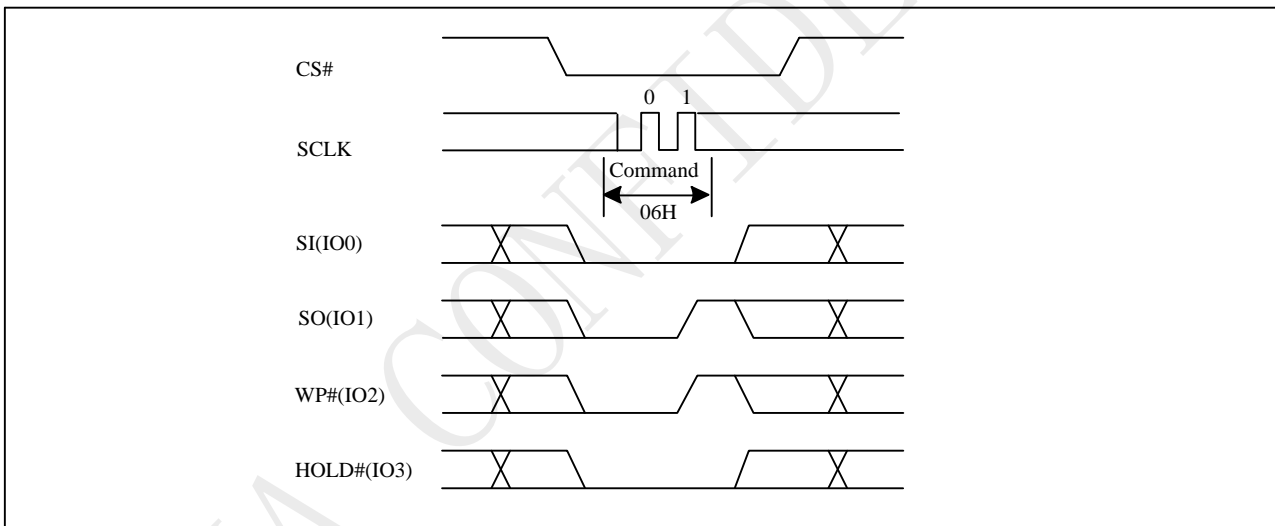 CS#
0 1
SCLK
Command
06H
SI(IO0)
SO(IO1)
WP#(IO2)
HOLD#(IO3)